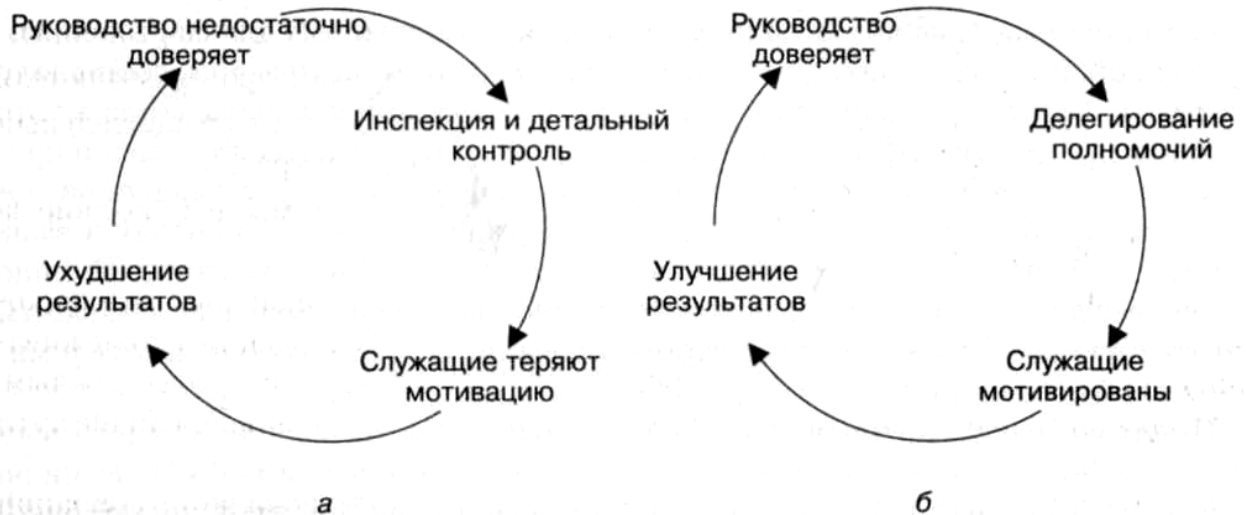 Руководство недостаточно
доверяет
Инспекция и детальный
контроль
Служащие теряют
мотивацию
Ухудшение
результатов
а
Руководство
доверяет
Делегирование
полномочий
Служащие
мотивированы
Улучшение
результатов
б